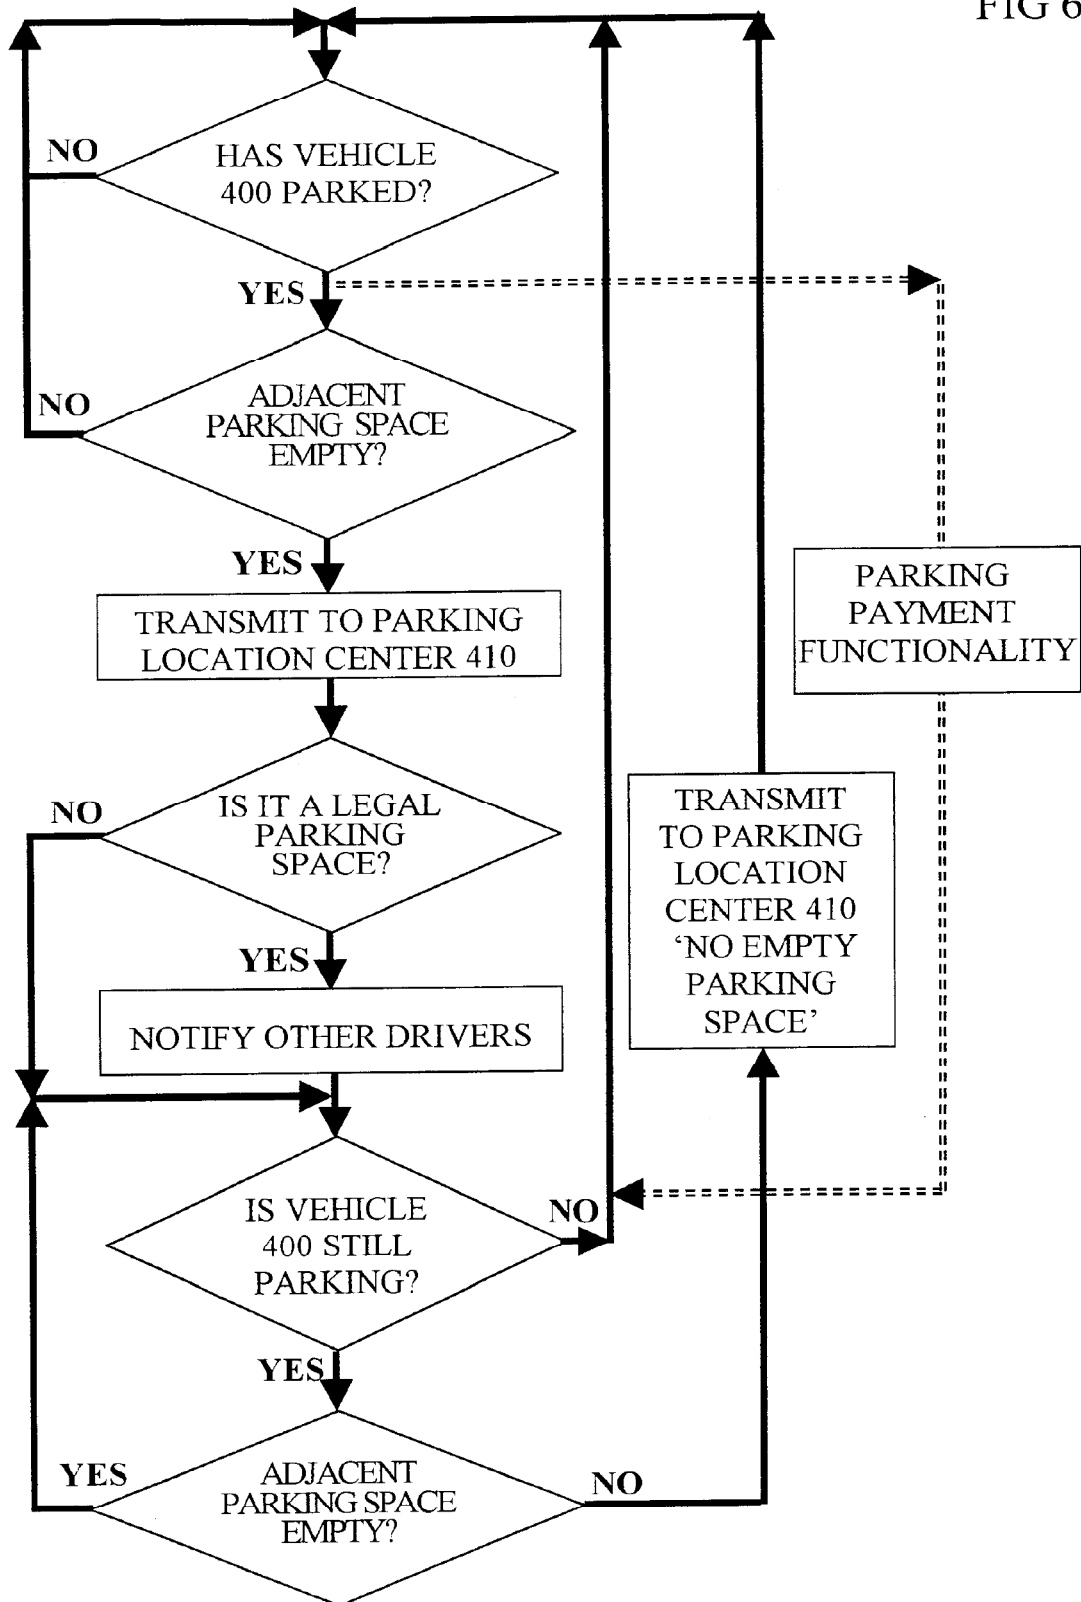 FIG 6
NO
HAS VEHICLE
400 PARKED?
YES
NO
ADJACENT
PARKING SPACE
EMPTY?
YES
TRANSMIT TO PARKING
LOCATION CENTER 410
PARKING
PAYMENT
FUNCTIONALITY
NO
IS IT A LEGAL
PARKING
SPACE?
TRANSMIT
TO PARKING
LOCATION
CENTER 410
‘NO EMPTY
PARKING
SPACE’
YES
NOTIFY OTHER DRIVERS
IS VEHICLE
400 STILL
PARKING?
NO
YES
YES
ADJACENT
PARKING SPACE
EMPTY?
NO